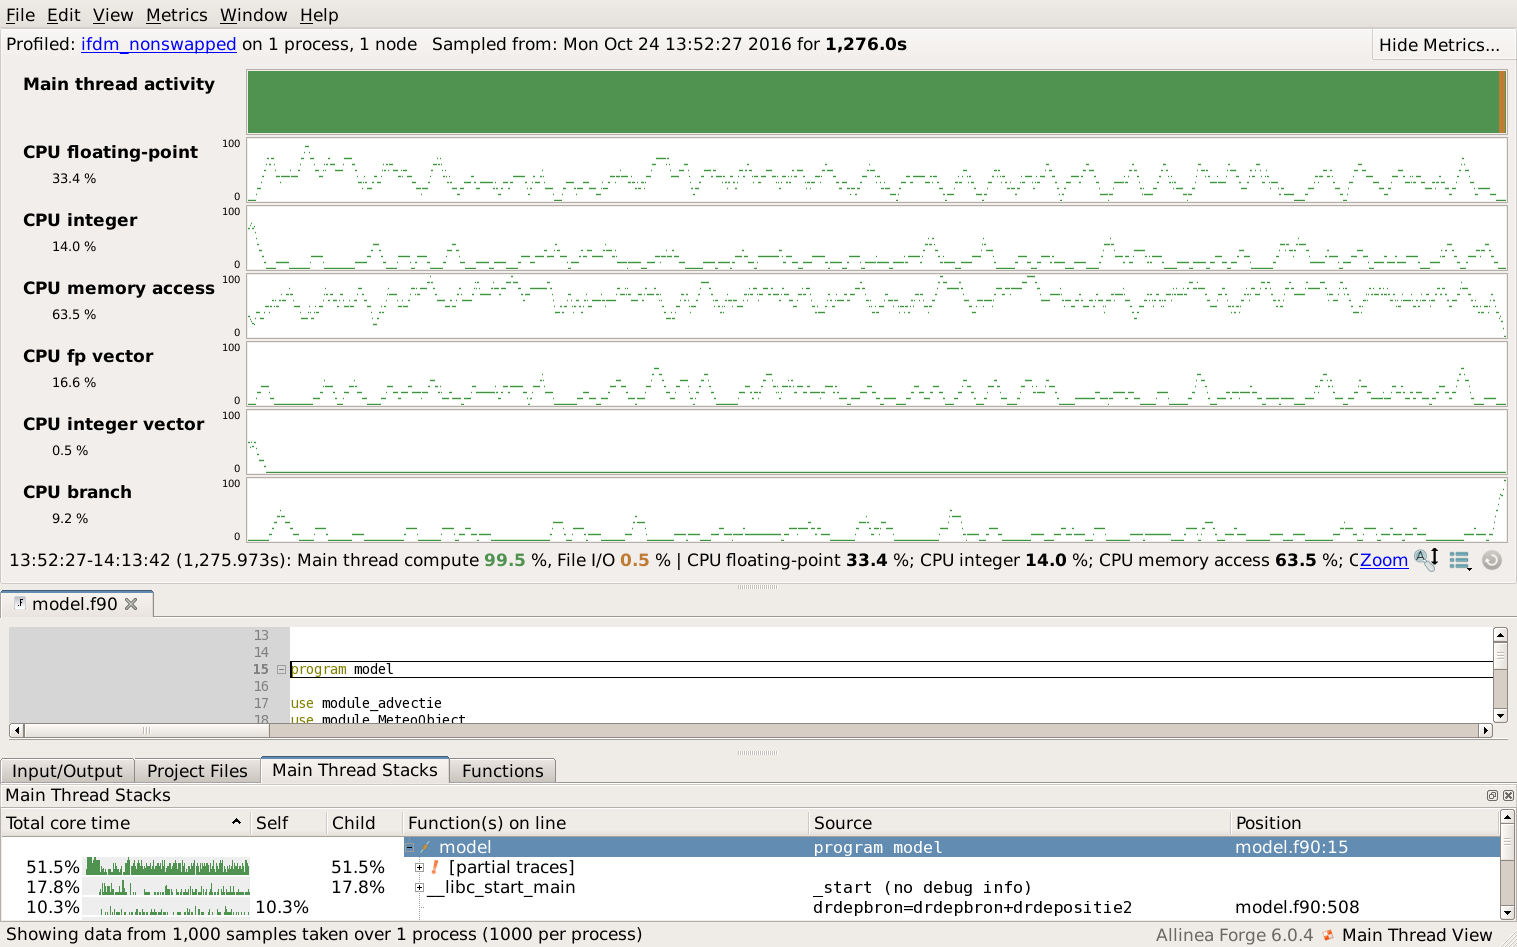 File Edit View Metrics Window Help
Profiled: ifdm_nonswapped on 1 process, 1 node Sampled from: Mon Oct 24 13:52:27 2016 for 1,276.0s Hide Metrics...
Main thread activity
CPU floating-point 100
33.4 %
0
CPU integer 100
14.0 %
0
CPU memory access 100
63.5 %
0
CPU fp vector 100
16.6 %
0
CPU integer vector 100
0.5 %
0
CPU branch 100
9.2 %
0
13:52:27-14:13:42 (1,275.973s): Main thread compute 99.5 %, File I/O 0.5 % | CPU floating-point 33.4 %; CPU integer 14.0 %; CPU memory access 63.5 %; C Zoom
model.f90
13
14
15 program model
16
17 use module_advectie
18 use module_MeteoObject
Input/Output Project Files Main Thread Stacks Functions
Main Thread Stacks
Total core time Self Child Function(s) on line Source Position
model program model model.f90:15
51.5% 51.5% [partial traces]
17.8% 17.8% __libc_start_main _start (no debug info)
10.3% 10.3% drdepbron=drdepbron+drdepositie2 model.f90:508
Showing data from 1,000 samples taken over 1 process (1000 per process) Allinea Forge 6.0.4 Main Thread View